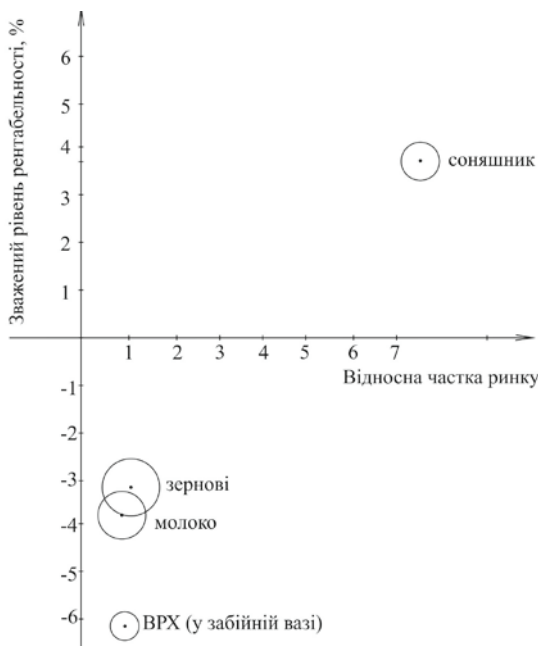 Зважений рівень рентабельності, %
6
5
4
соняшник
3
2
1
1 2 3 4 5 6 7
Відносна частка ринку
-1
-2
-3
зернові
-4
молоко
-5
-6
ВРХ (у забійній вазі)